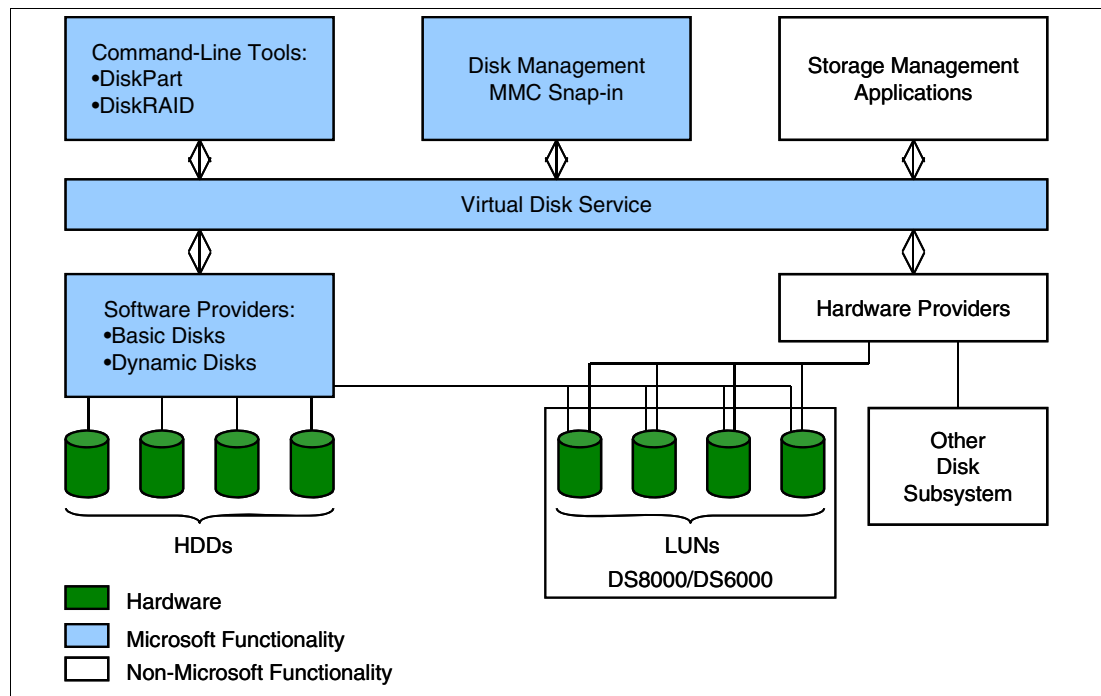 Command-Line Tools:
•DiskPart
•DiskRAID
Disk Management
MMC Snap-in
Storage Management
Applications
Virtual Disk Service
Software Providers:
•Basic Disks
•Dynamic Disks
Hardware Providers
Other
Disk
Subsystem
HDDs
LUNs
DS8000/DS6000
Hardware
Microsoft Functionality
Non-Microsoft Functionality